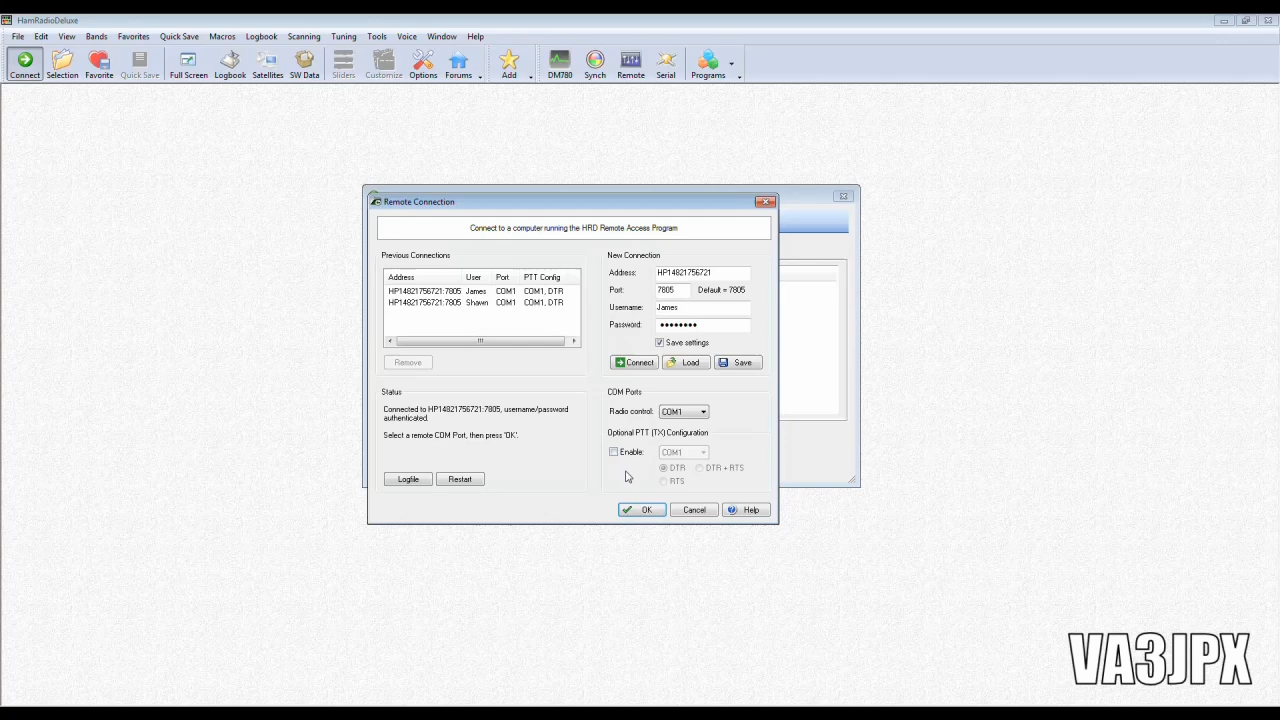 HamRadioDeluxe
File Edit View Bands Favorites Quick Save Macros Logbook Scanning Tuning Tools Voice Window Help
Connect Selection Favorite Quick Save Full Screen Logbook Satellites SW Data Sliders Customize Options Forums Add DM780 Synch Remote Serial Programs
Remote Connection
Connect to a computer running the HRD Remote Access Program
Previous Connections
Address User Port PTT Config
HP14821756721:7805 James COM1 COM1, DTR
HP14821756721:7805 Shawn COM1 COM1, DTR
Remove
New Connection
Address: HP14821756721
Port: 7805 Default = 7805
Username: James
Password: ••••••••
Save settings
Connect Load Save
Status
Connected to HP14821756721:7805, username/password
authenticated.
Select a remote COM Port, then press 'OK'.
Logfile Restart
COM Ports
Radio control: COM1
Optional PTT (TX) Configuration
Enable: COM1
DTR DTR + RTS
RTS
OK Cancel Help
VA3JPX